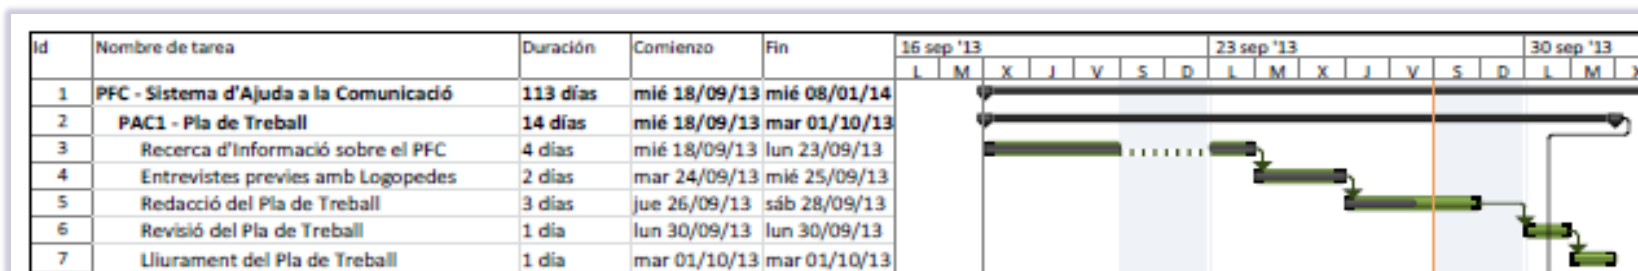 Id Nombre de tarea Duración Comienzo Fin 16 sep '13 23 sep '13 30 sep '13
L M X J V S D L M X J V S D L M X
1 PFC - Sistema d'Ajuda a la Comunicació 113 días mié 18/09/13 mié 08/01/14
2 PAC1 - Pla de Treball 14 días mié 18/09/13 mar 01/10/13
3 Recerca d'Informació sobre el PFC 4 días mié 18/09/13 lun 23/09/13
4 Entrevistes previes amb Logopedes 2 días mar 24/09/13 mié 25/09/13
5 Redacció del Pla de Treball 3 días jue 26/09/13 sáb 28/09/13
6 Revisió del Pla de Treball 1 día lun 30/09/13 lun 30/09/13
7 Lliurament del Pla de Treball 1 día mar 01/10/13 mar 01/10/13